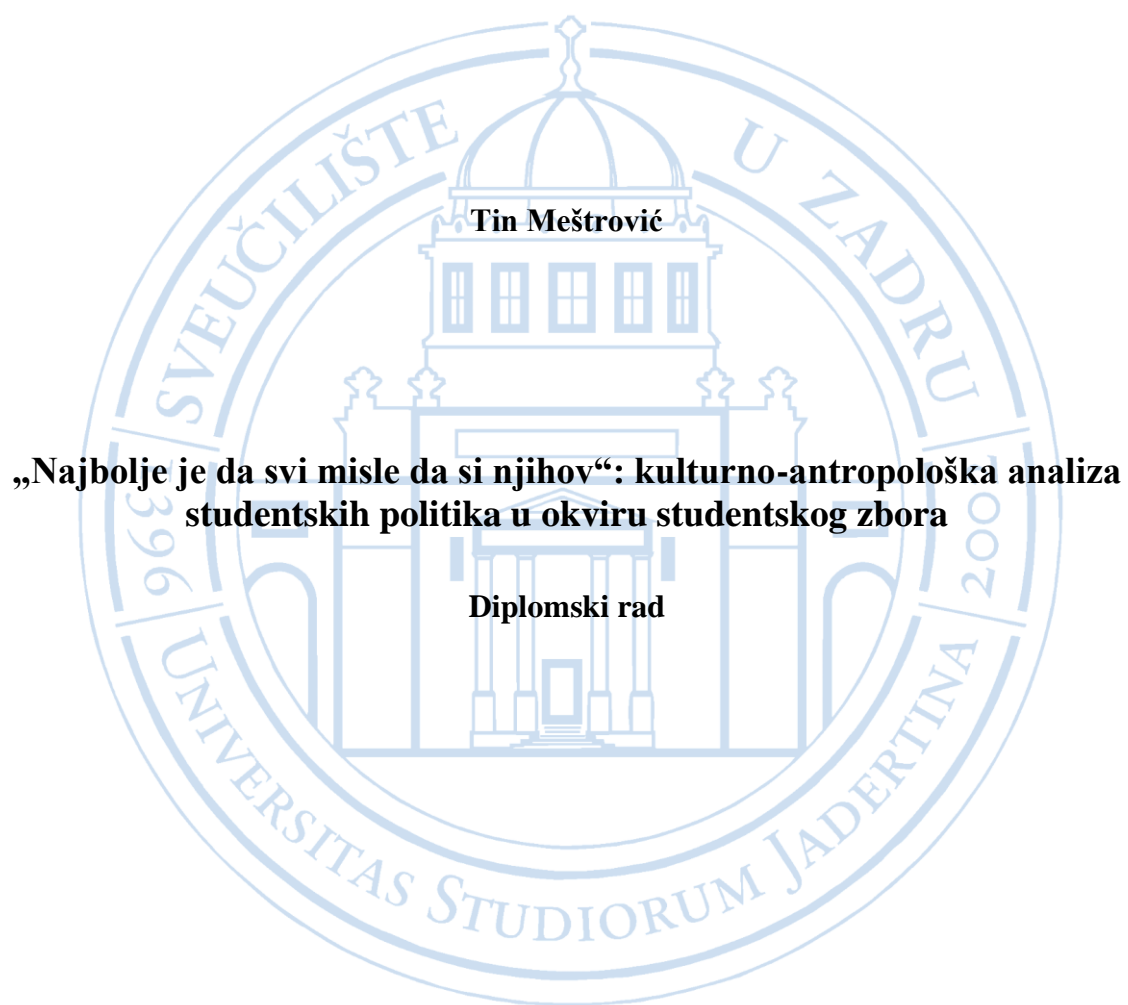 SVEUČILIŠTE U ZADRU
Tin Meštrović
„Najbolje je da svi misle da si njihov“: kulturno-antropološka analiza
studentskih politika u okviru studentskog zbora
1396
2002
Diplomski rad
UNIVERSITAS STUDIORUM JADERTINA